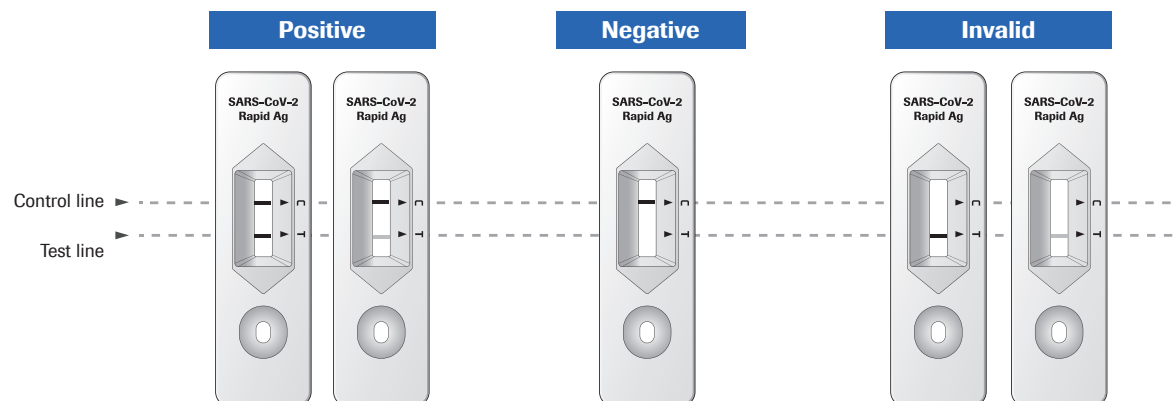 Positive
Negative
Invalid
SARS-CoV-2
Rapid Ag
SARS-CoV-2
Rapid Ag
SARS-CoV-2
Rapid Ag
SARS-CoV-2
Rapid Ag
SARS-CoV-2
Rapid Ag
Control line
C
C
C
C
C
Test line
T
T
T
T
T